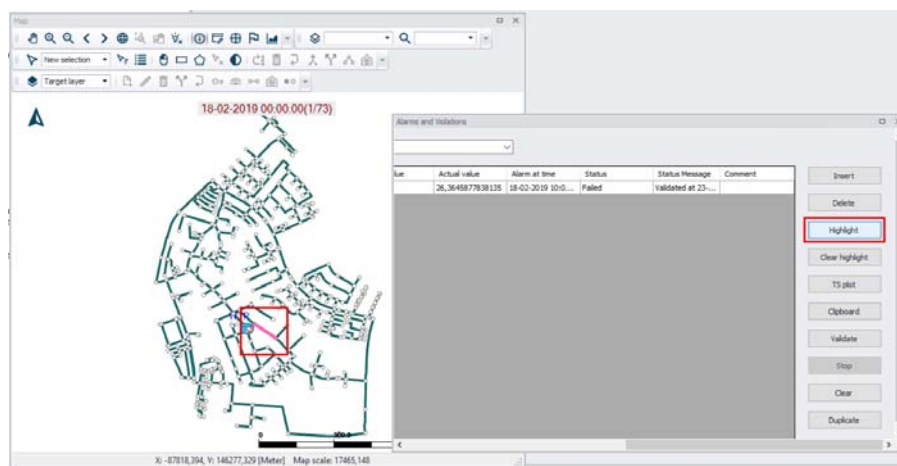 Map
New selection
Target layer
18-02-2019 00:00:00(1/73)
0
X: -87818,394, Y: 146277,329 [Meter] Map scale: 17465,148
Alarms and Violations
lue Actual value Alarm at time Status Status Message Comment
26,3645877838135 18-02-2019 10:0... Failed Validated at 23-...
Insert
Delete
Highlight
Clear highlight
TS plot
Clipboard
Validate
Stop
Clear
Duplicate